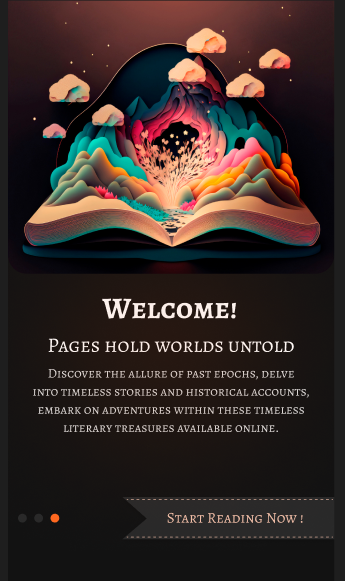 Welcome!
Pages hold worlds untold
Discover the allure of past epochs, delve
into timeless stories and historical accounts,
embark on adventures within these timeless
literary treasures available online.
Start Reading Now !